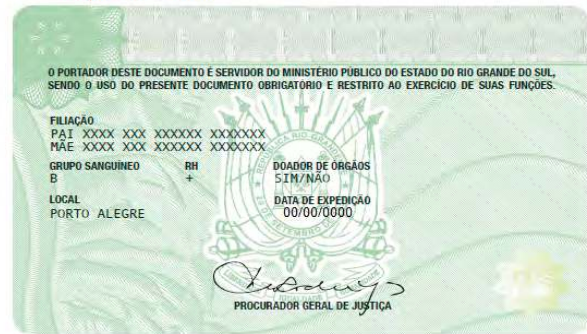 O PORTADOR DESTE DOCUMENTO É SERVIDOR DO MINISTÉRIO PÚBLICO DO ESTADO DO RIO GRANDE DO SUL,
SENDO O USO DO PRESENTE DOCUMENTO OBRIGATÓRIO E RESTRITO AO EXERCÍCIO DE SUAS FUNÇÕES.
FILIAÇÃO
PAI XXXX XXX XXXXXX XXXXXXX
MÃE XXXX XXX XXXXXX XXXXXXX
GRUPO SANGUÍNEO RH DOADOR DE ÓRGÃOS
B + SIM/NÃO
LOCAL DATA DE EXPEDIÇÃO
PORTO ALEGRE 00/00/0000
PROCURADOR GERAL DE JUSTIÇA